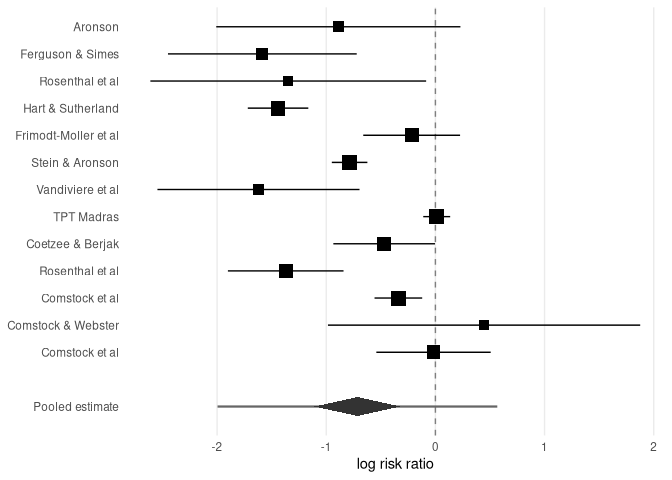 Aronson
Ferguson & Simes
Rosenthal et al
Hart & Sutherland
Frimodt-Moller et al
Stein & Aronson
Vandiviere et al
TPT Madras
Coetzee & Berjak
Rosenthal et al
Comstock et al
Comstock & Webster
Comstock et al
Pooled estimate
-2 -1 0 1 2
log risk ratio